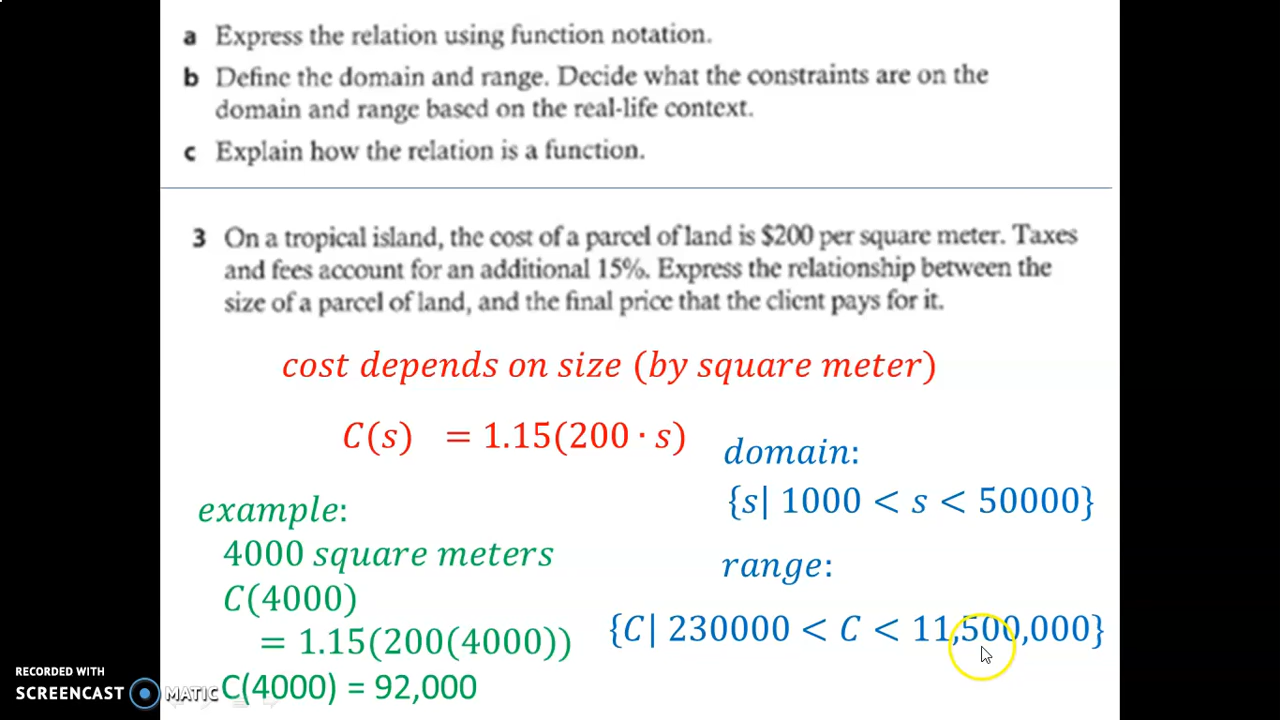 a Express the relation using function notation.
b Define the domain and range. Decide what the constraints are on the
domain and range based on the real-life context.
c Explain how the relation is a function.
3 On a tropical island, the cost of a parcel of land is $200 per square meter. Taxes
and fees account for an additional 15%. Express the relationship between the
size of a parcel of land, and the final price that the client pays for it.
cost depends on size (by square meter)
C(s) = 1.15(200 · s)
domain:
{s| 1000 < s < 50000}
example:
4000 square meters
C(4000)
= 1.15(200(4000))
C(4000) = 92,000
range:
{C| 230000 < C < 11,500,000}
RECORDED WITH
SCREENCAST MATIC